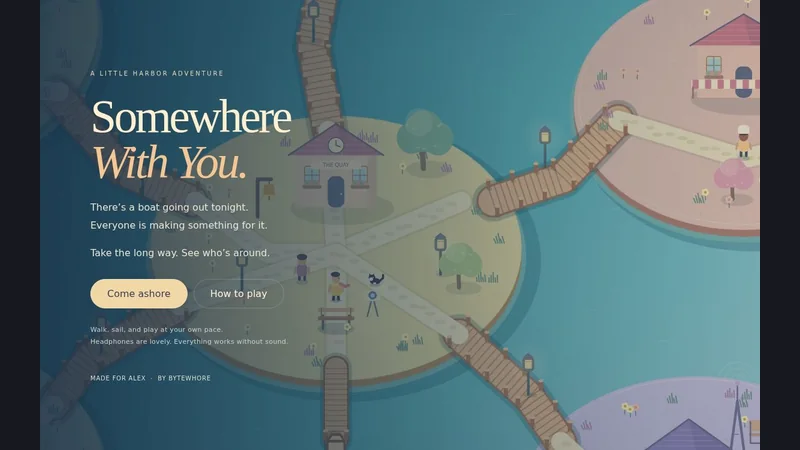 A LITTLE HARBOR ADVENTURE
Somewhere
With You.
There's a boat going out tonight.
Everyone is making something for it.
Take the long way. See who's around.
Come ashore
How to play
Walk, sail, and play at your own pace.
Headphones are lovely. Everything works without sound.
MADE FOR ALEX · BY BYTEWHORE
THE QUAY